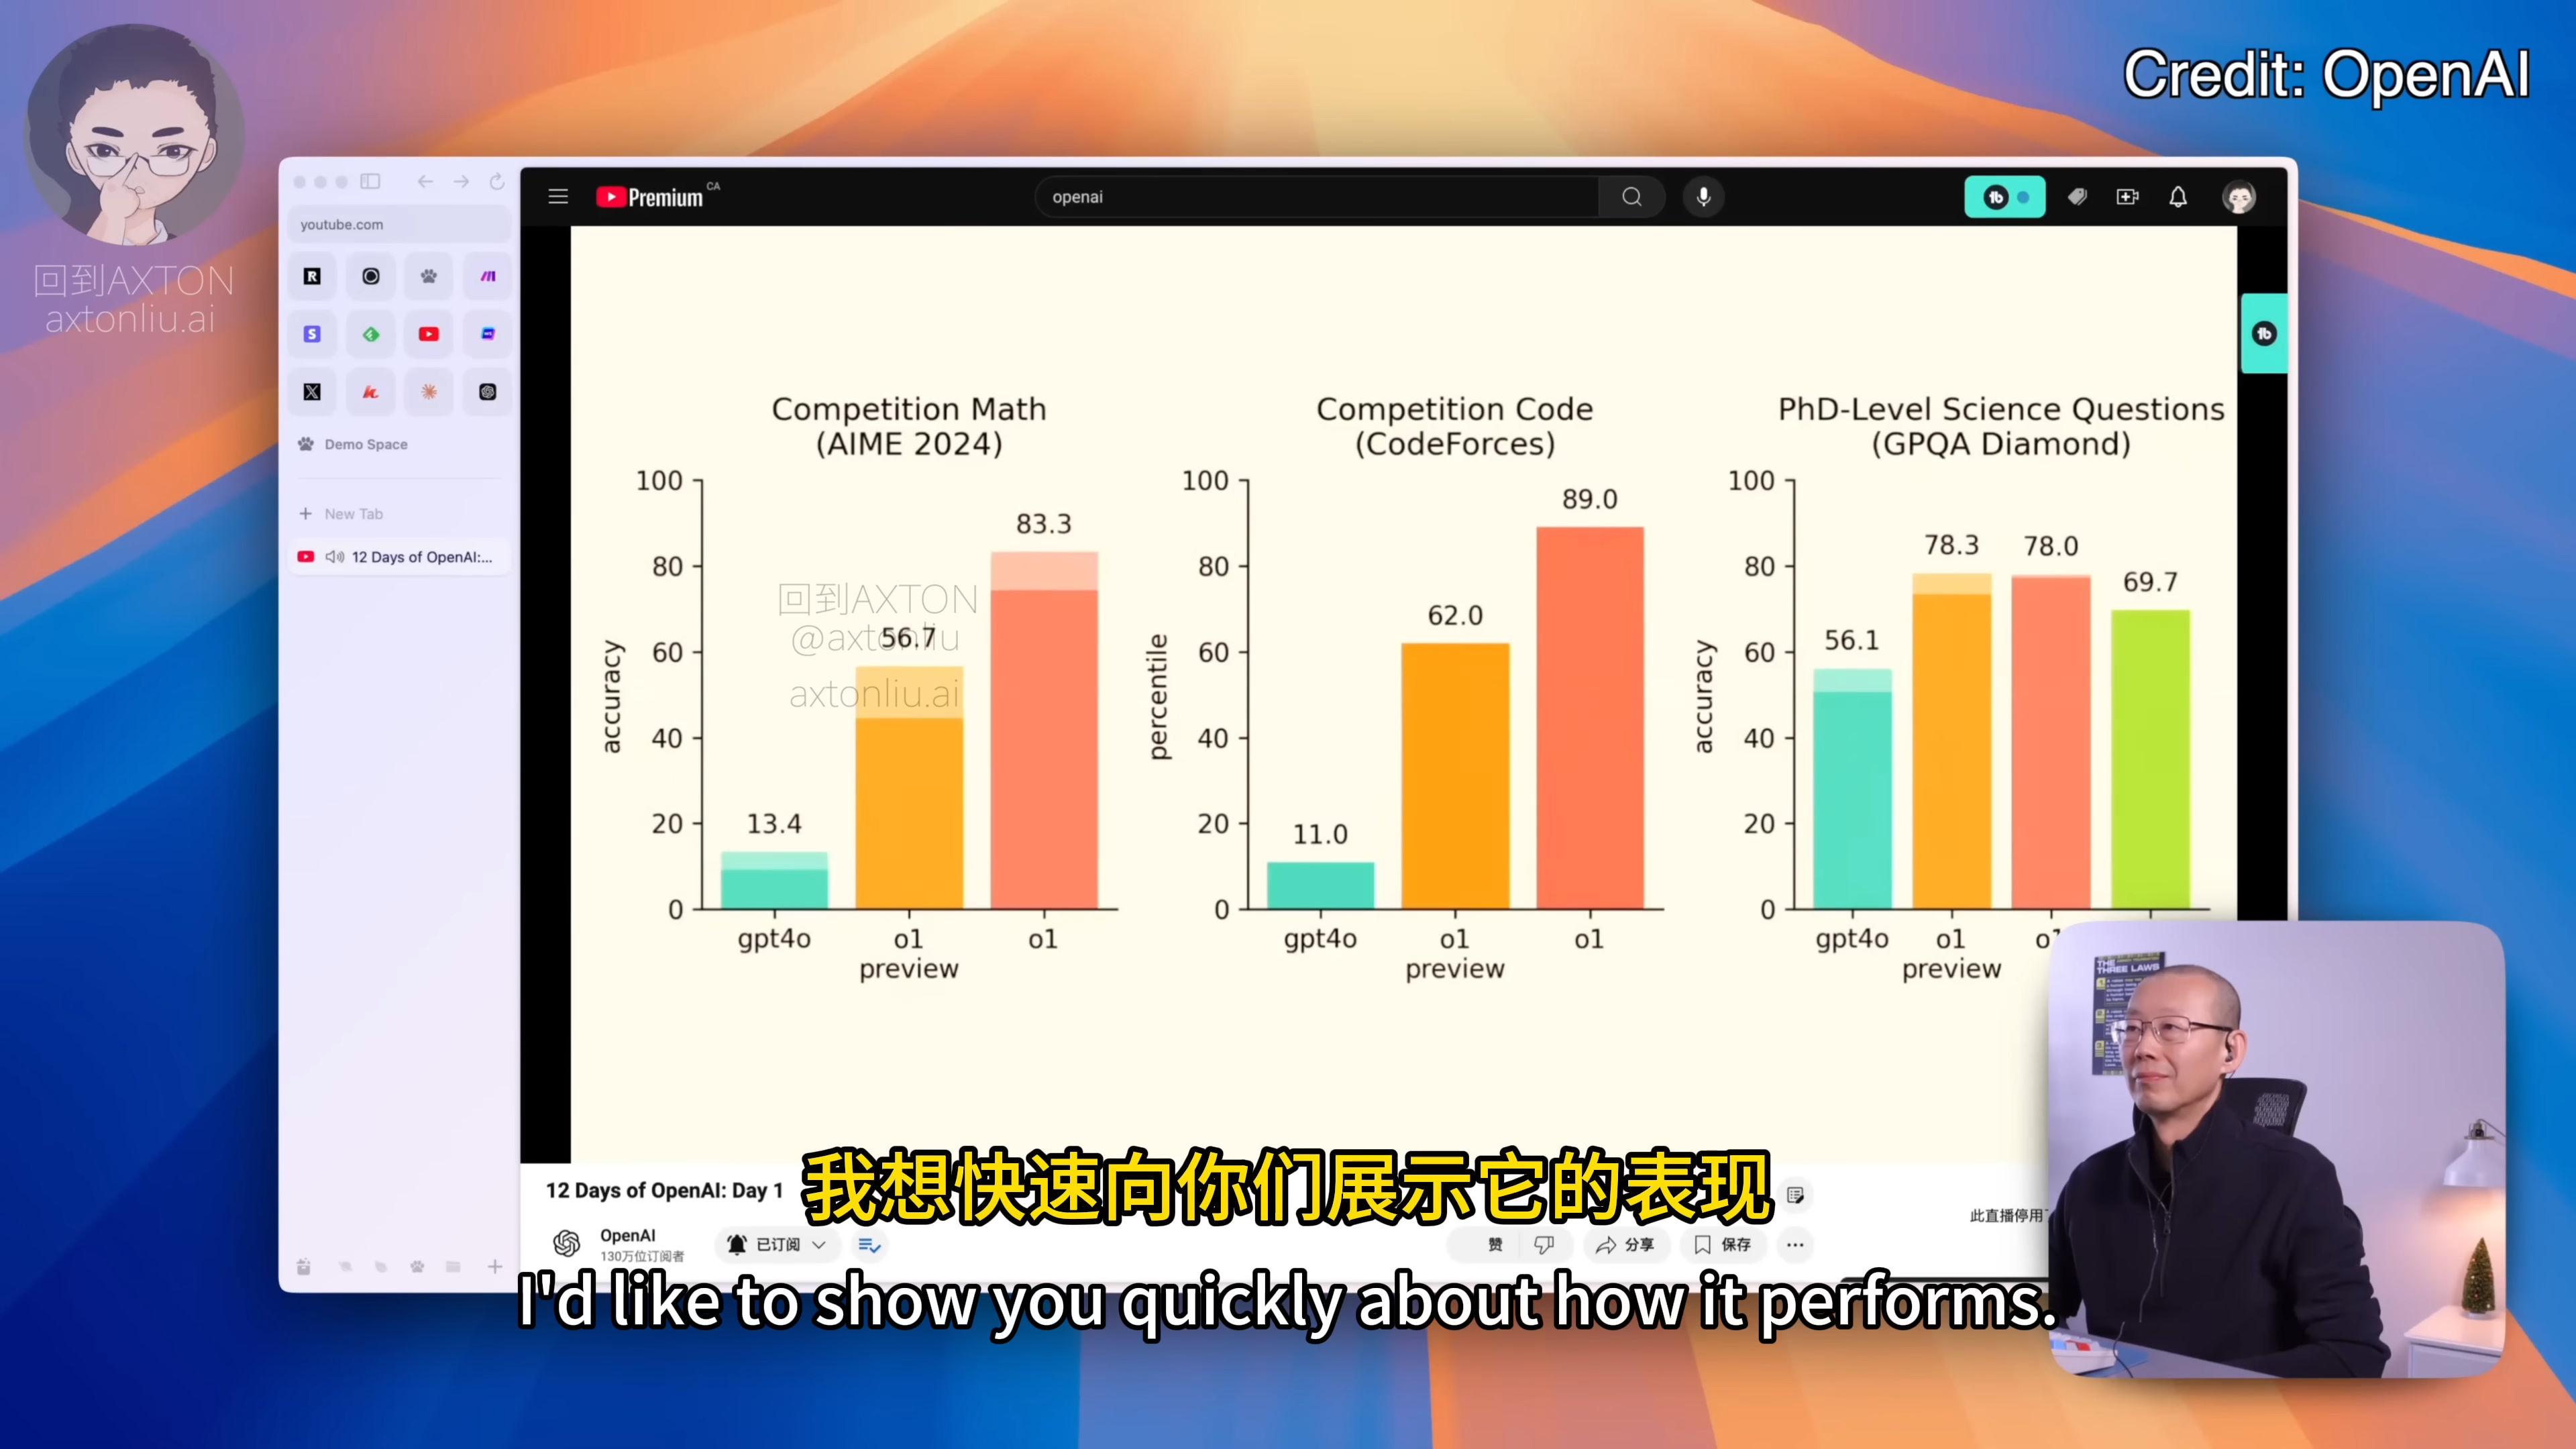 Credit: OpenAI
回到AXTON
axtonliu.ai
youtube.com
Premium CA
openai
Demo Space
New Tab
12 Days of OpenAI:...
Competition Math
(AIME 2024)
accuracy
100
80
60
40
20
0
13.4
56.7
83.3
gpt4o
o1
preview
o1
回到AXTON
@axtonliu
axtonliu.ai
Competition Code
(CodeForces)
percentile
100
80
60
40
20
0
11.0
62.0
89.0
gpt4o
o1
preview
o1
PhD-Level Science Questions
(GPQA Diamond)
accuracy
100
80
60
40
20
0
56.1
78.3
78.0
69.7
gpt4o
o1
preview
o1
THE
THREE LAWS
12 Days of OpenAI: Day 1
OpenAI
130万位订阅者
已订阅
赞
分享
保存
此直播停用
我想快速向你们展示它的表现
I'd like to show you quickly about how it performs.